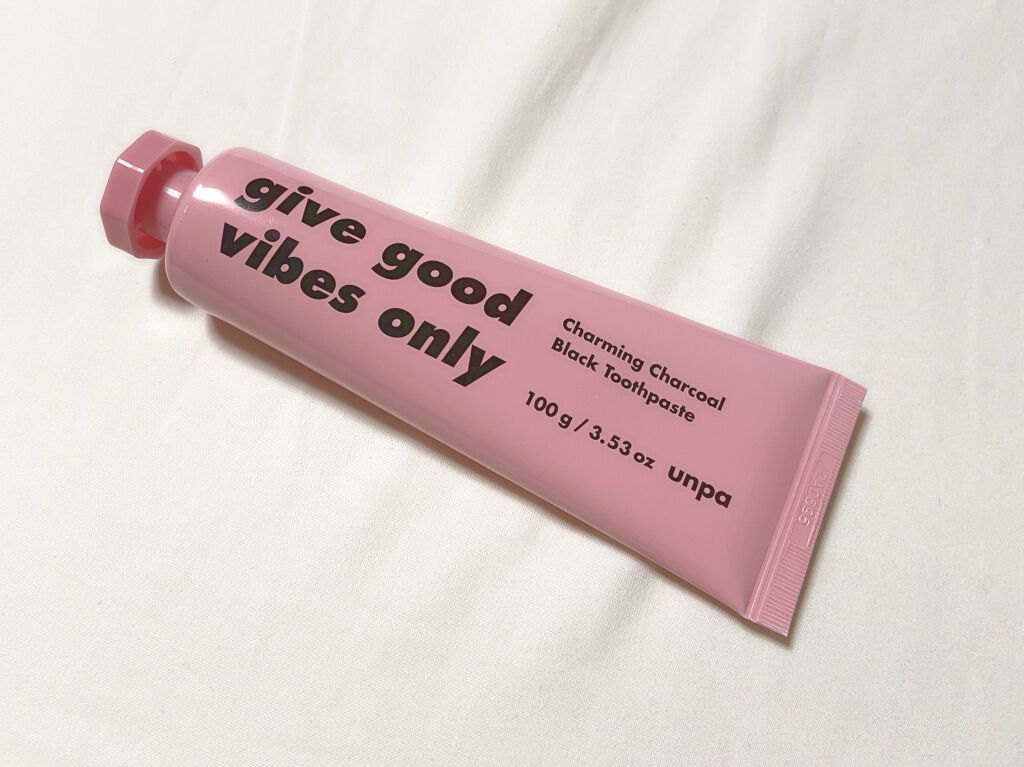 give good
vibes only
Charming Charcoal
Black Toothpaste
100 g / 3.53 oz unpa